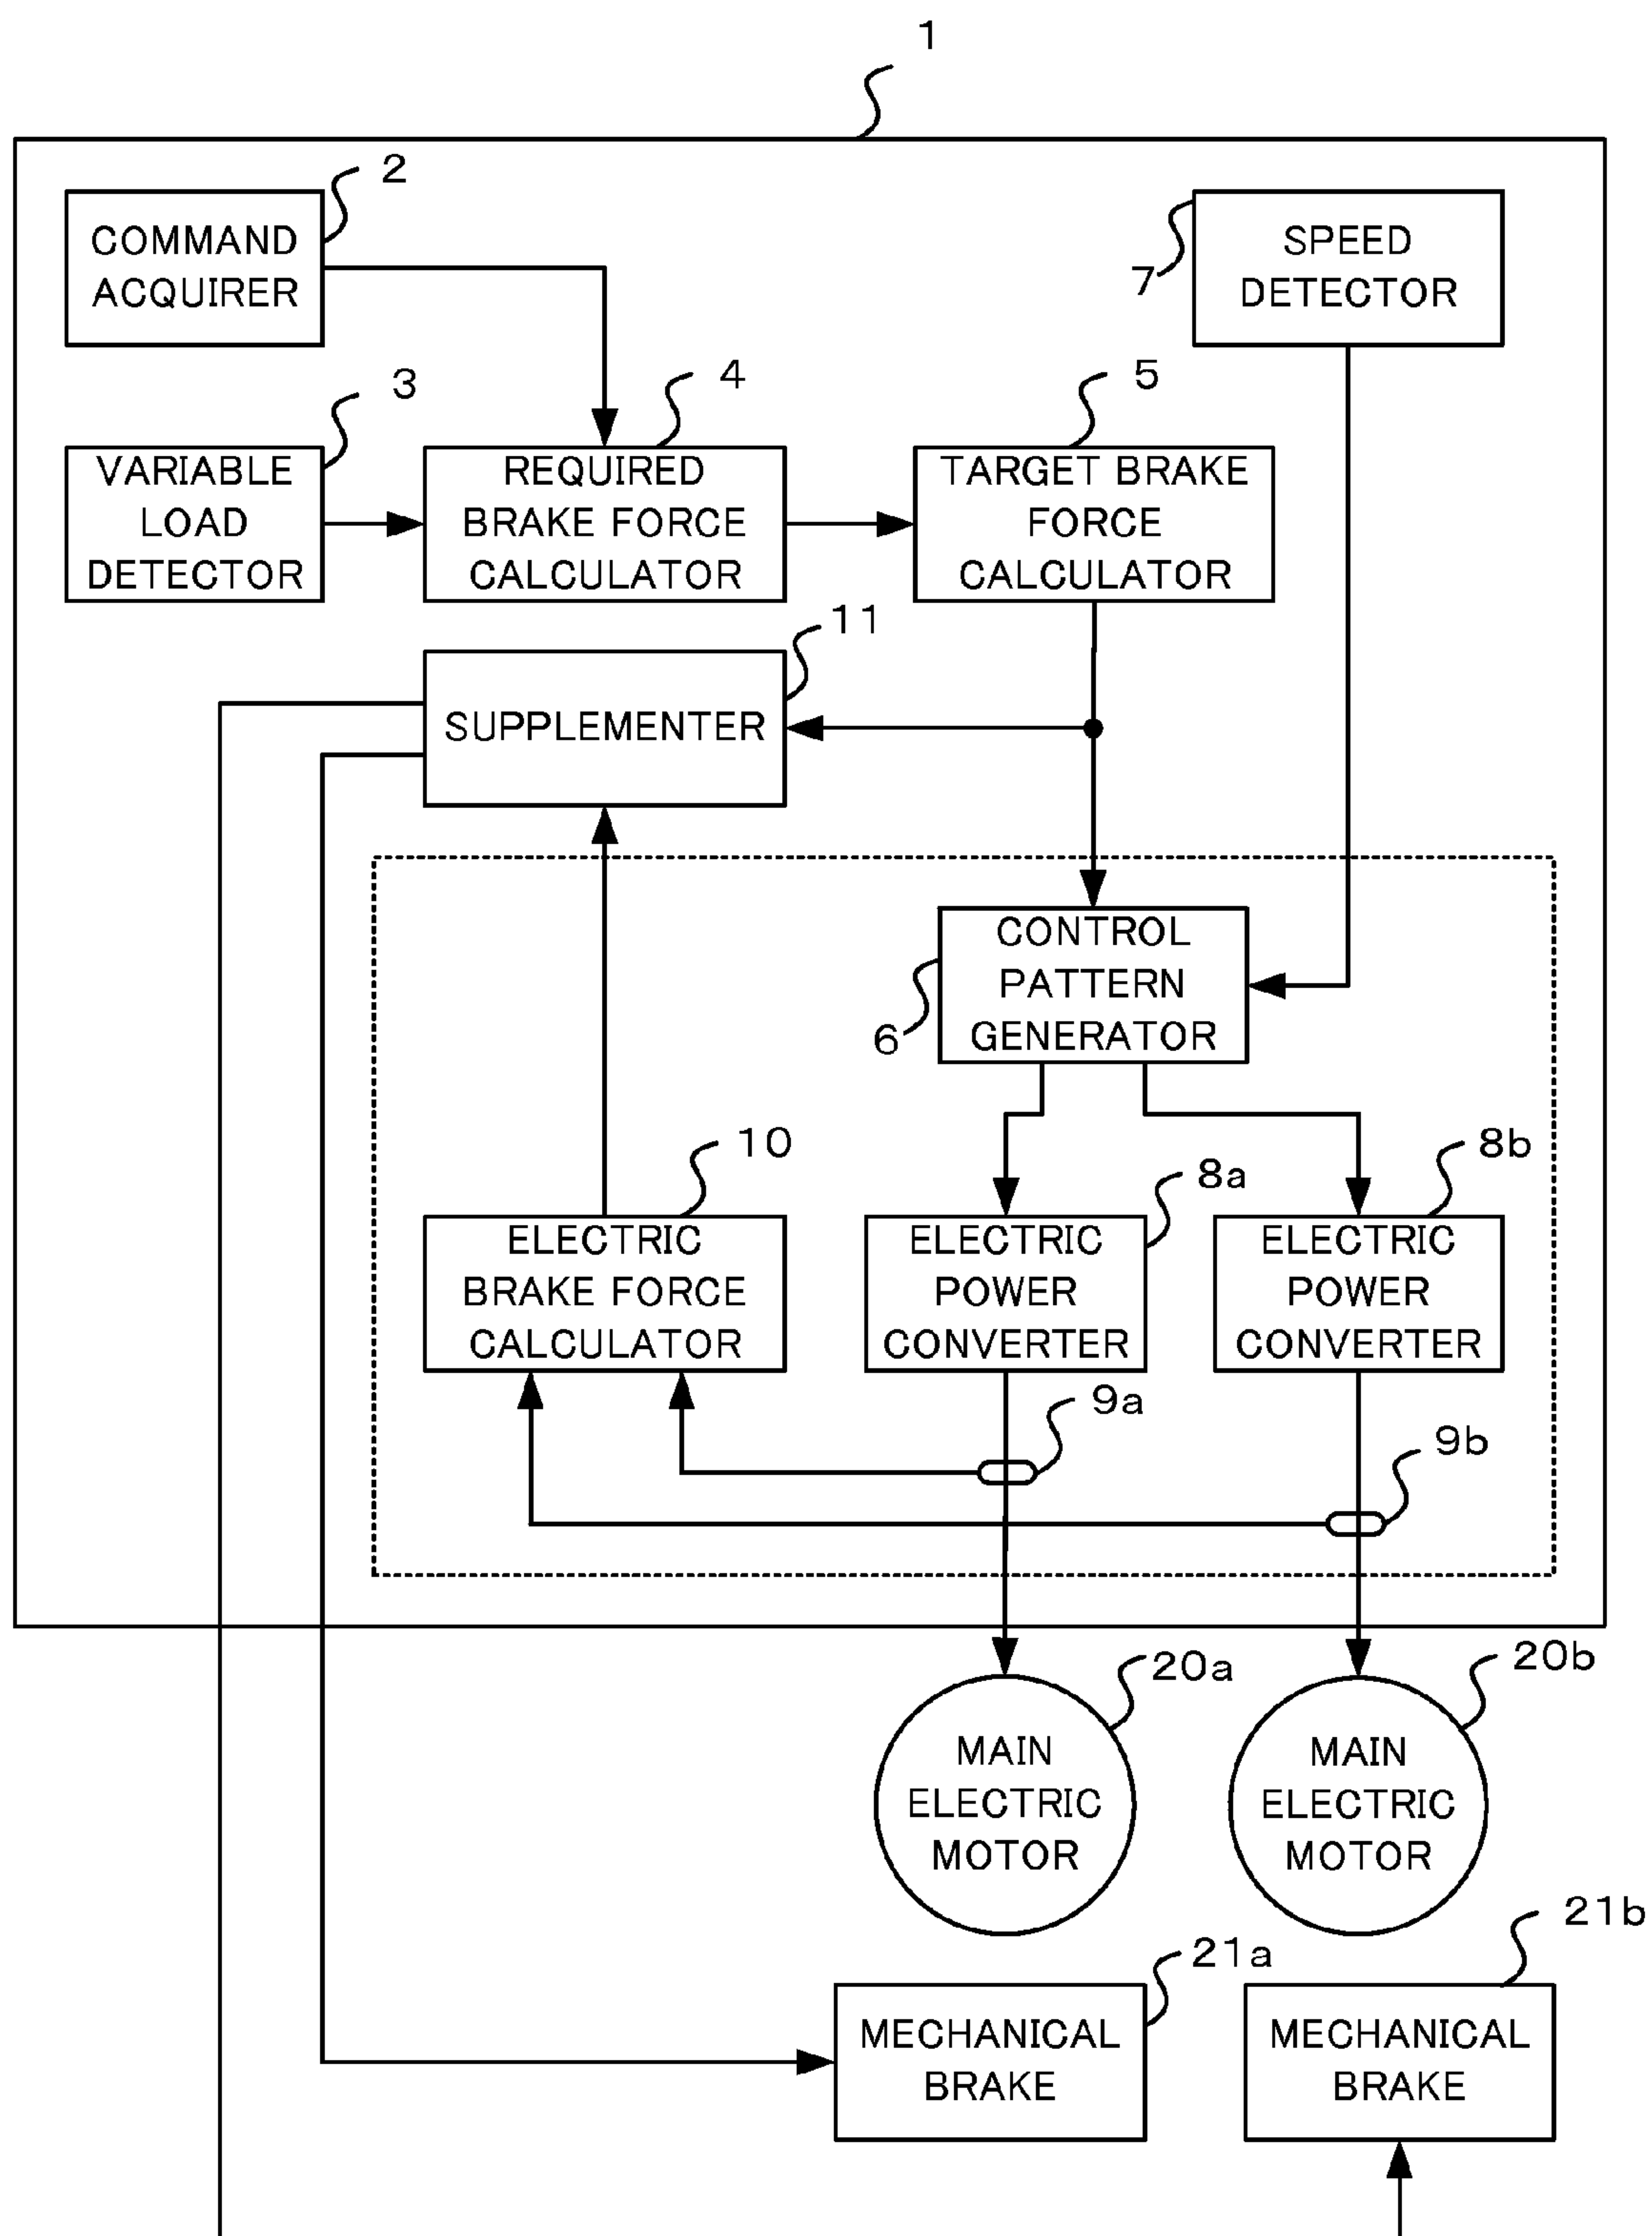 1
2
COMMAND
ACQUIRER
7
SPEED
DETECTOR
3
VARIABLE
LOAD
DETECTOR
4
REQUIRED
BRAKE FORCE
CALCULATOR
5
TARGET BRAKE
FORCE
CALCULATOR
11
SUPPLEMENTER
6
CONTROL
PATTERN
GENERATOR
10
ELECTRIC
BRAKE FORCE
CALCULATOR
8a
ELECTRIC
POWER
CONVERTER
8b
ELECTRIC
POWER
CONVERTER
9a
9b
20a
MAIN
ELECTRIC
MOTOR
20b
MAIN
ELECTRIC
MOTOR
21a
MECHANICAL
BRAKE
21b
MECHANICAL
BRAKE